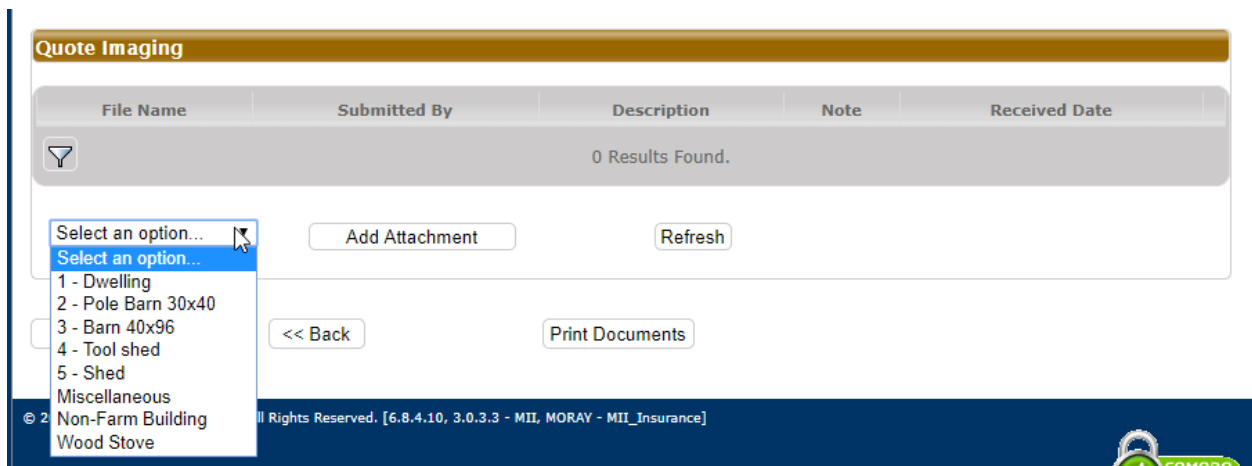 Quote Imaging
File Name Submitted By Description Note Received Date
0 Results Found.
Select an option... Add Attachment Refresh
Select an option...
1 - Dwelling
2 - Pole Barn 30x40
3 - Barn 40x96
4 - Tool shed
5 - Shed
Miscellaneous
Non-Farm Building
Wood Stove
<< Back Print Documents
© 2 ll Rights Reserved. [6.8.4.10, 3.0.3.3 - MII, MORAY - MII_Insurance]